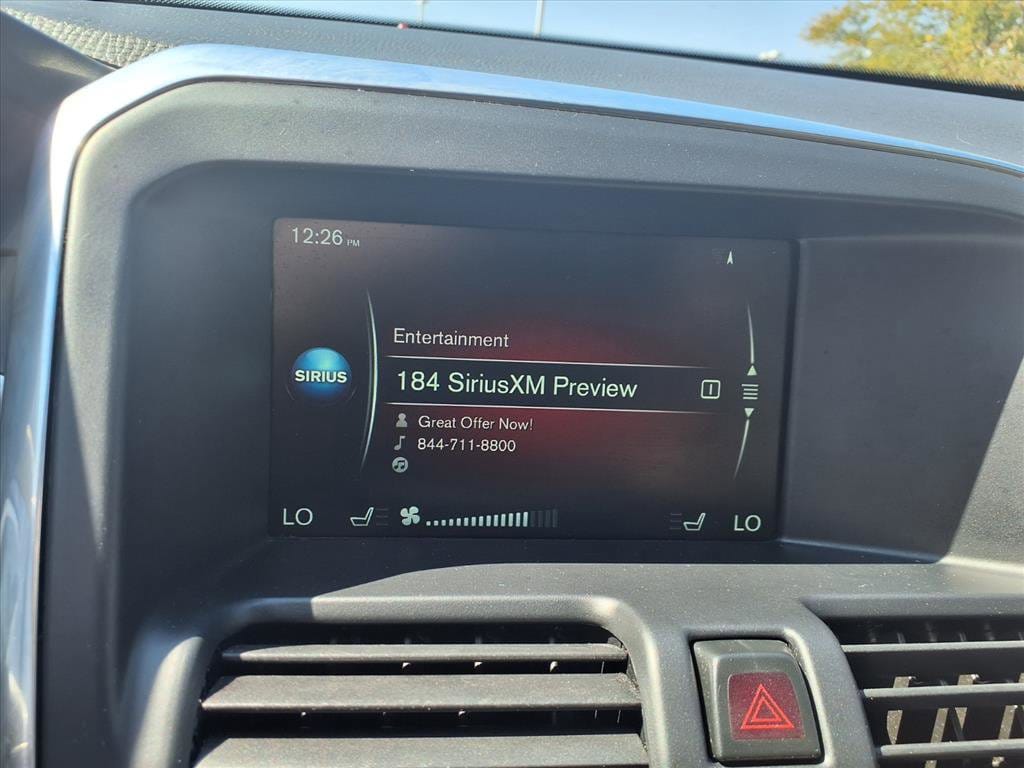 12:26 PM
Entertainment
SIRIUS
184 SiriusXM Preview
Great Offer Now!
844-711-8800
LO
LO